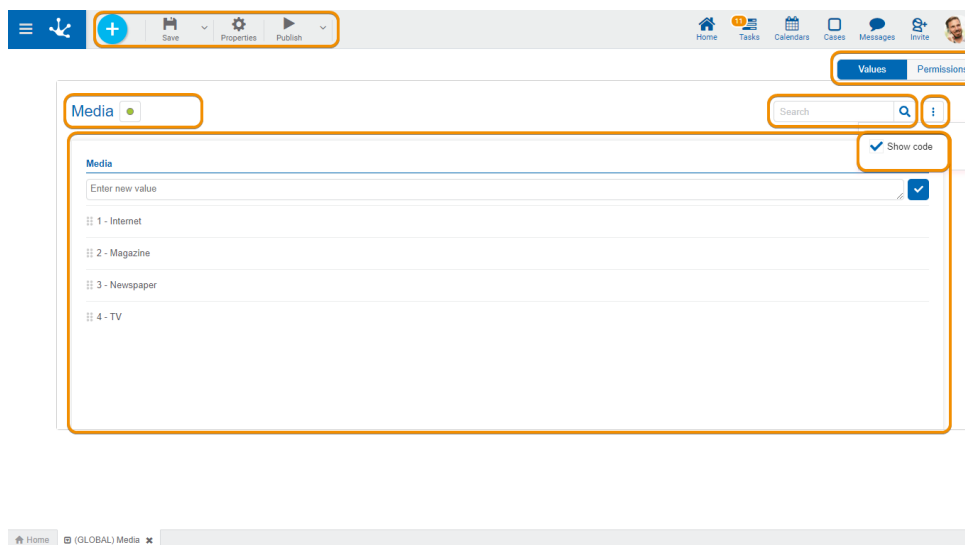 Save Properties Publish
11
Home Tasks Calendars Cases Messages Invite
Values Permissions
Media
Search
Show code
Media
Enter new value
1 - Internet
2 - Magazine
3 - Newspaper
4 - TV
Home (GLOBAL) Media